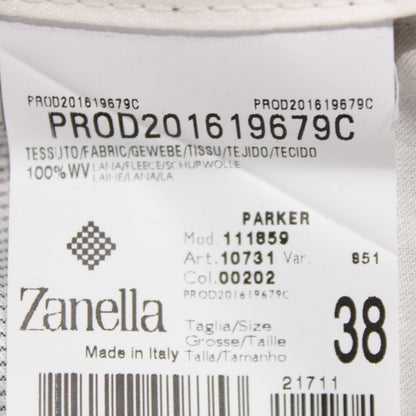 PROD201619679C PROD201619679C
PROD201619679C
TESSUTO/FABRIC/GEWEBE/TISSU/TEJIDO/TECIDO
100%WV LANA/FLEECE/SCHURWOLLE
LAINE/LANA/LA
PARKER
Mod. 111859
Art. 10731 Var. 851
Col. 00202
PROD201619679C
Zanella
Taglia/Size
Grosse/Taille
Talla/Tamanho
38
Made in Italy
21711